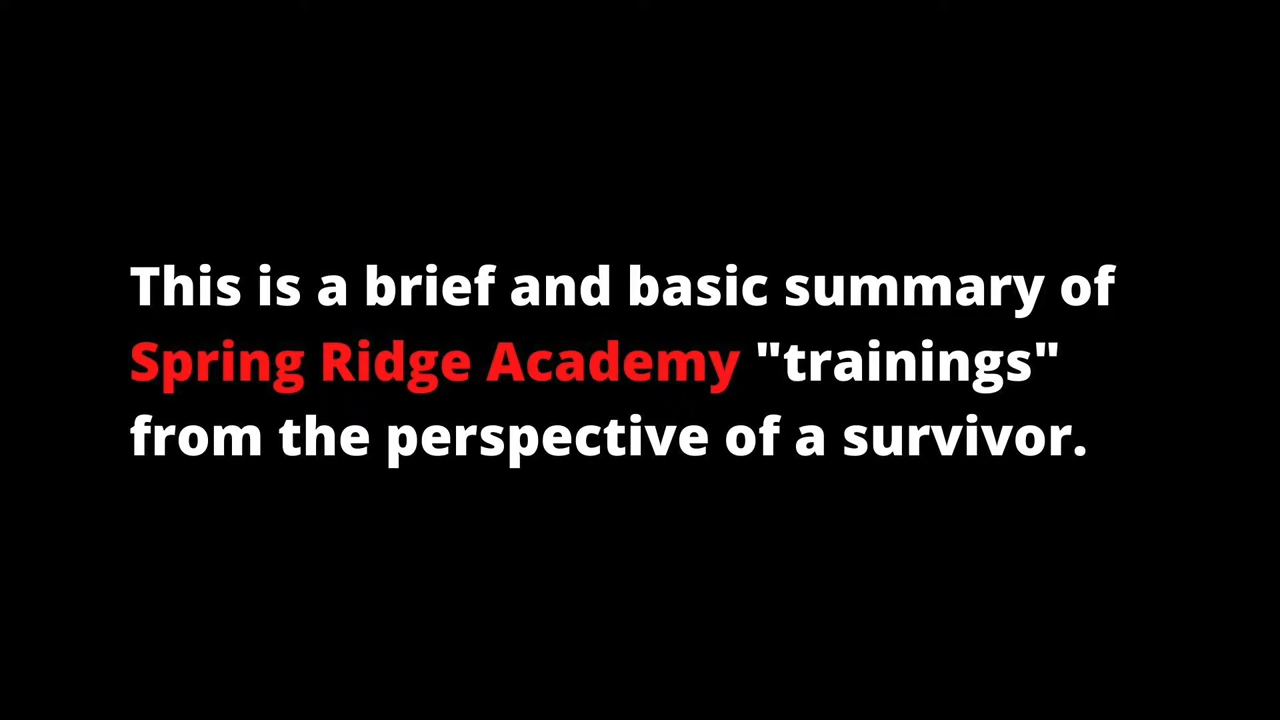 This is a brief and basic summary of
Spring Ridge Academy "trainings"
from the perspective of a survivor.